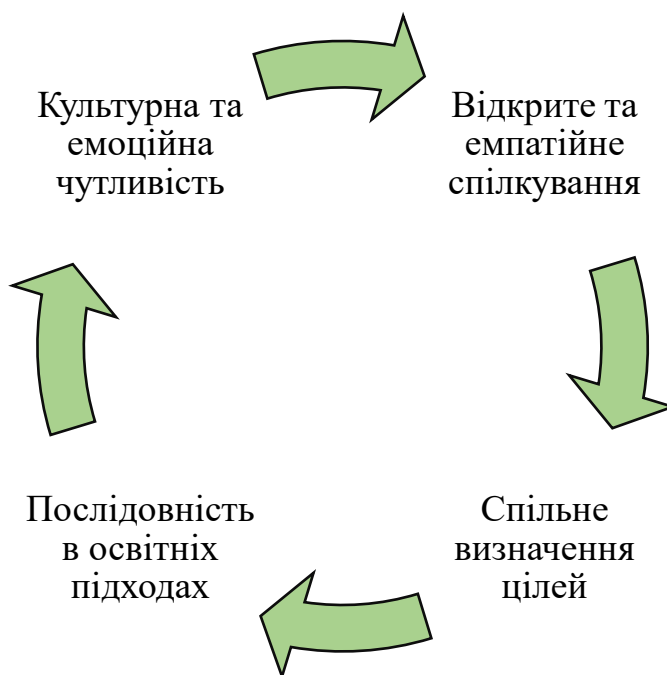 Культурна та
емоційна
чутливість
Відкрите та
емпатійне
спілкування
Послідовність
в освітніх
підходах
Спільне
визначення
цілей